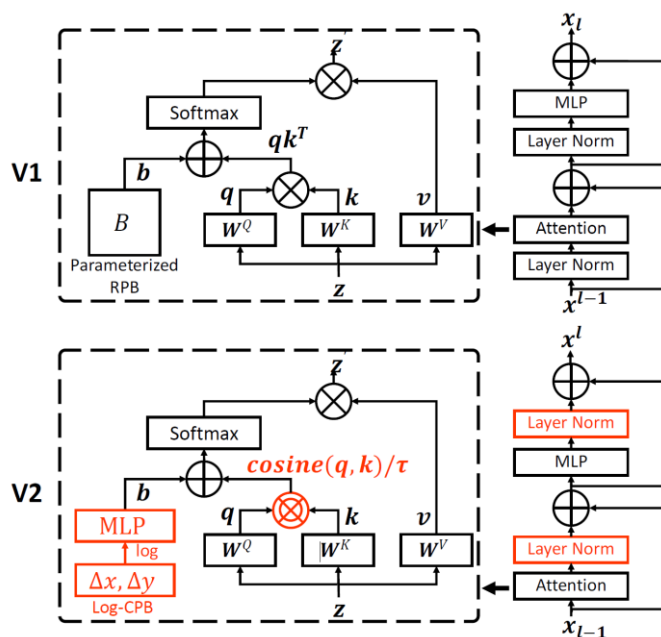 z'
Softmax
qk^T
b
V1
B
Parameterized
RPB
q
k
v
W^Q
W^K
W^V
z
x_l
MLP
Layer Norm
Attention
Layer Norm
x^{l-1}
z'
Softmax
cosine(q, k)/τ
b
V2
MLP
log
Δx, Δy
Log-CPB
q
k
v
W^Q
W^K
W^V
z
x^l
Layer Norm
MLP
Layer Norm
Attention
x_{l-1}